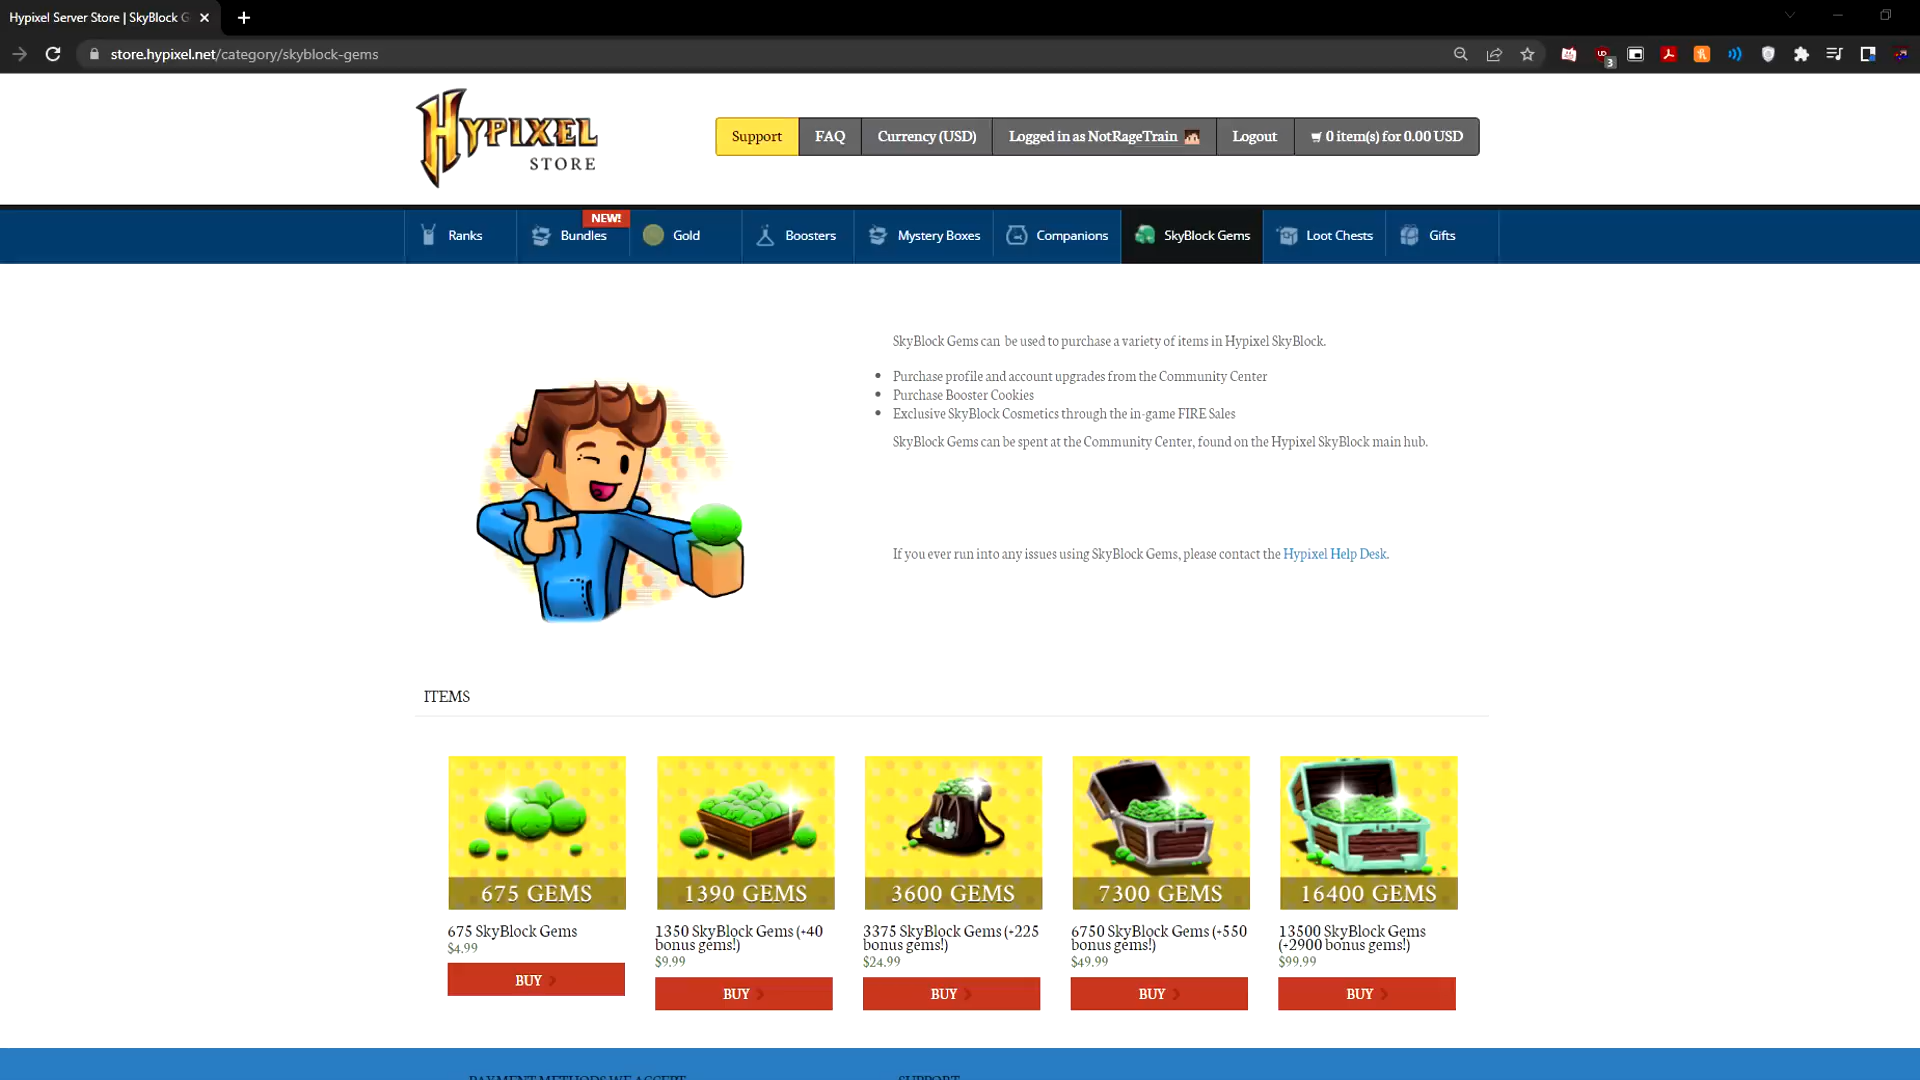 Hypixel Server Store | SkyBlock G
store.hypixel.net/category/skyblock-gems
UD
3
HYPIXEL
STORE
Support
FAQ
Currency (USD)
Logged in as NotRageTrain
Logout
0 item(s) for 0.00 USD
NEW!
Ranks
Bundles
Gold
Boosters
Mystery Boxes
Companions
SkyBlock Gems
Loot Chests
Gifts
SkyBlock Gems can be used to purchase a variety of items in Hypixel SkyBlock.
Purchase profile and account upgrades from the Community Center
Purchase Booster Cookies
Exclusive SkyBlock Cosmetics through the in-game FIRE Sales
SkyBlock Gems can be spent at the Community Center, found on the Hypixel SkyBlock main hub.
If you ever run into any issues using SkyBlock Gems, please contact the Hypixel Help Desk.
ITEMS
675 GEMS
675 SkyBlock Gems
$4.99
BUY
1390 GEMS
1350 SkyBlock Gems (+40
bonus gems!)
$9.99
BUY
3600 GEMS
3375 SkyBlock Gems (+225
bonus gems!)
$24.99
BUY
7300 GEMS
6750 SkyBlock Gems (+550
bonus gems!)
$49.99
BUY
16400 GEMS
13500 SkyBlock Gems
(+2900 bonus gems!)
$99.99
BUY
PAYMENT METHODS WE ACCEPT
SUPPORT